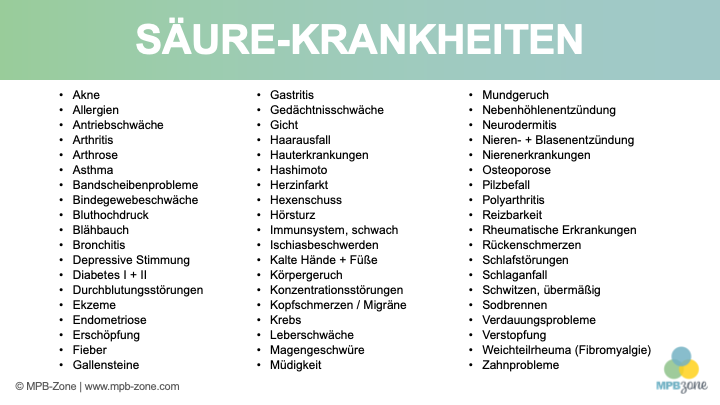 SÄURE-KRANKHEITEN
• Akne
• Allergien
• Antriebschwäche
• Arthritis
• Arthrose
• Asthma
• Bandscheibenprobleme
• Bindegewebeschwäche
• Bluthochdruck
• Blähbauch
• Bronchitis
• Depressive Stimmung
• Diabetes I + II
• Durchblutungsstörungen
• Ekzeme
• Endometriose
• Erschöpfung
• Fieber
• Gallensteine
• Gastritis
• Gedächtnisschwäche
• Gicht
• Haarausfall
• Hauterkrankungen
• Hashimoto
• Herzinfarkt
• Hexenschuss
• Hörsturz
• Immunsystem, schwach
• Ischiasbeschwerden
• Kalte Hände + Füße
• Körpergeruch
• Konzentrationsstörungen
• Kopfschmerzen / Migräne
• Krebs
• Leberschwäche
• Magengeschwüre
• Müdigkeit
• Mundgeruch
• Nebenhöhlenentzündung
• Neurodermitis
• Nieren- + Blasenentzündung
• Nierenerkrankungen
• Osteoporose
• Pilzbefall
• Polyarthritis
• Reizbarkeit
• Rheumatische Erkrankungen
• Rückenschmerzen
• Schlafstörungen
• Schlaganfall
• Schwitzen, übermäßig
• Sodbrennen
• Verdauungsprobleme
• Verstopfung
• Weichteilrheuma (Fibromyalgie)
• Zahnprobleme
© MPB-Zone | www.mpb-zone.com
MPBzone